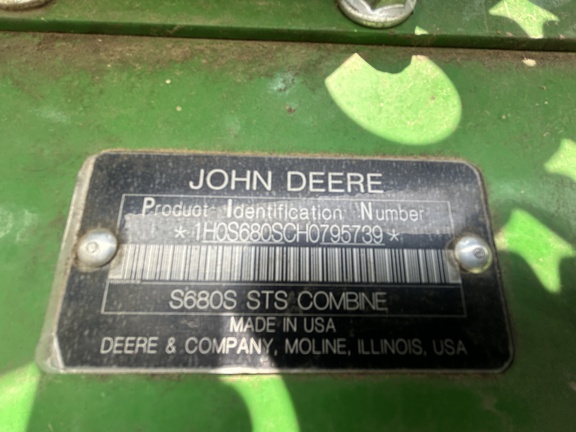 JOHN DEERE
Product Identification Number
* 1H0S680SCH0795739 *
S680S STS COMBINE
MADE IN USA
DEERE & COMPANY, MOLINE, ILLINOIS, USA